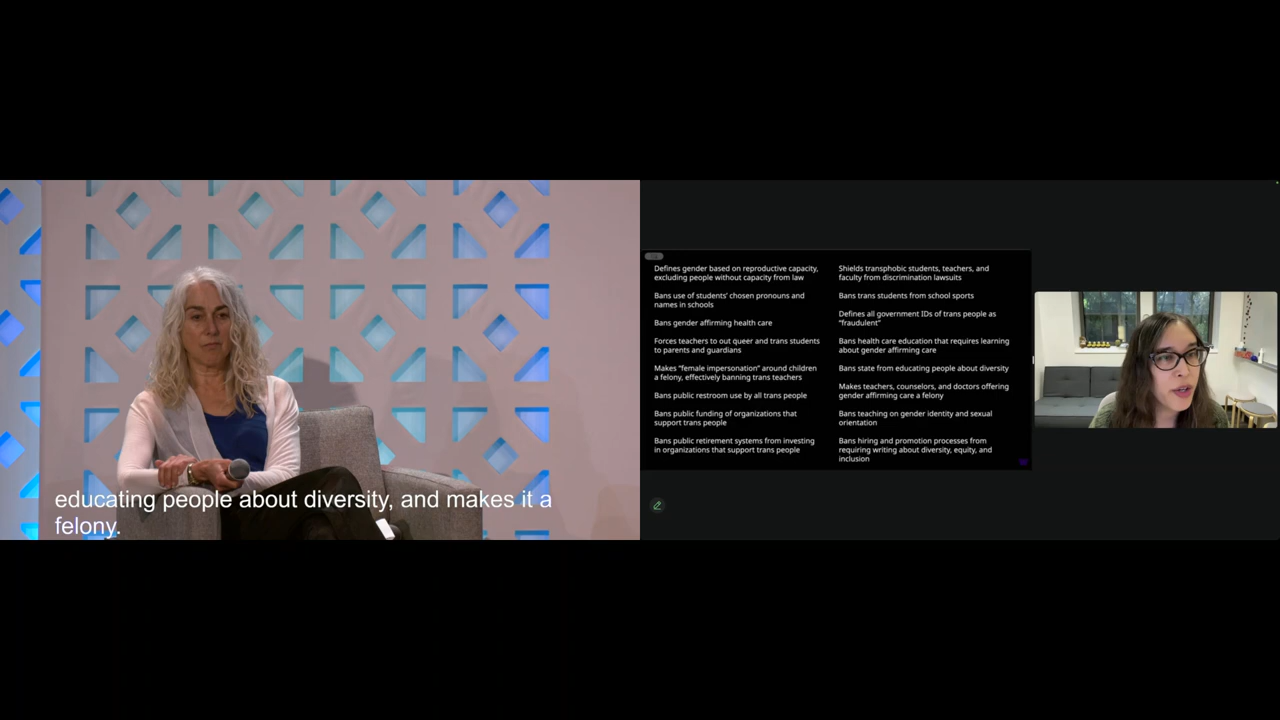 educating people about diversity, and makes it a
felony.
Defines gender based on reproductive capacity,
excluding people without capacity from law
Bans use of students' chosen pronouns and
names in schools
Bans gender affirming health care
Forces teachers to out queer and trans students
to parents and guardians
Makes “female impersonation” around children
a felony, effectively banning trans teachers
Bans public restroom use by all trans people
Bans public funding of organizations that
support trans people
Bans public retirement systems from investing
in organizations that support trans people
Shields transphobic students, teachers, and
faculty from discrimination lawsuits
Bans trans students from school sports
Defines all government IDs of trans people as
“fraudulent”
Bans health care education that requires learning
about gender affirming care
Bans state from educating people about diversity
Makes teachers, counselors, and doctors offering
gender affirming care a felony
Bans teaching on gender identity and sexual
orientation
Bans hiring and promotion processes from
requiring writing about diversity, equity, and
inclusion